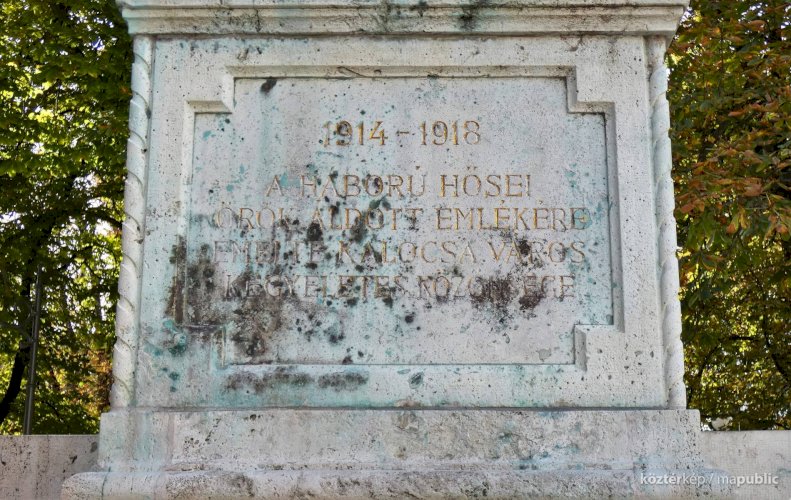 1914 - 1918
A HÁBORÚ HŐSEI
ÖRÖK ÁLDOTT EMLÉKÉRE
EMELTE KALOCSA VÁROS
KEGYELETES KÖZÖNSÉGE
köztérkép / mapublic